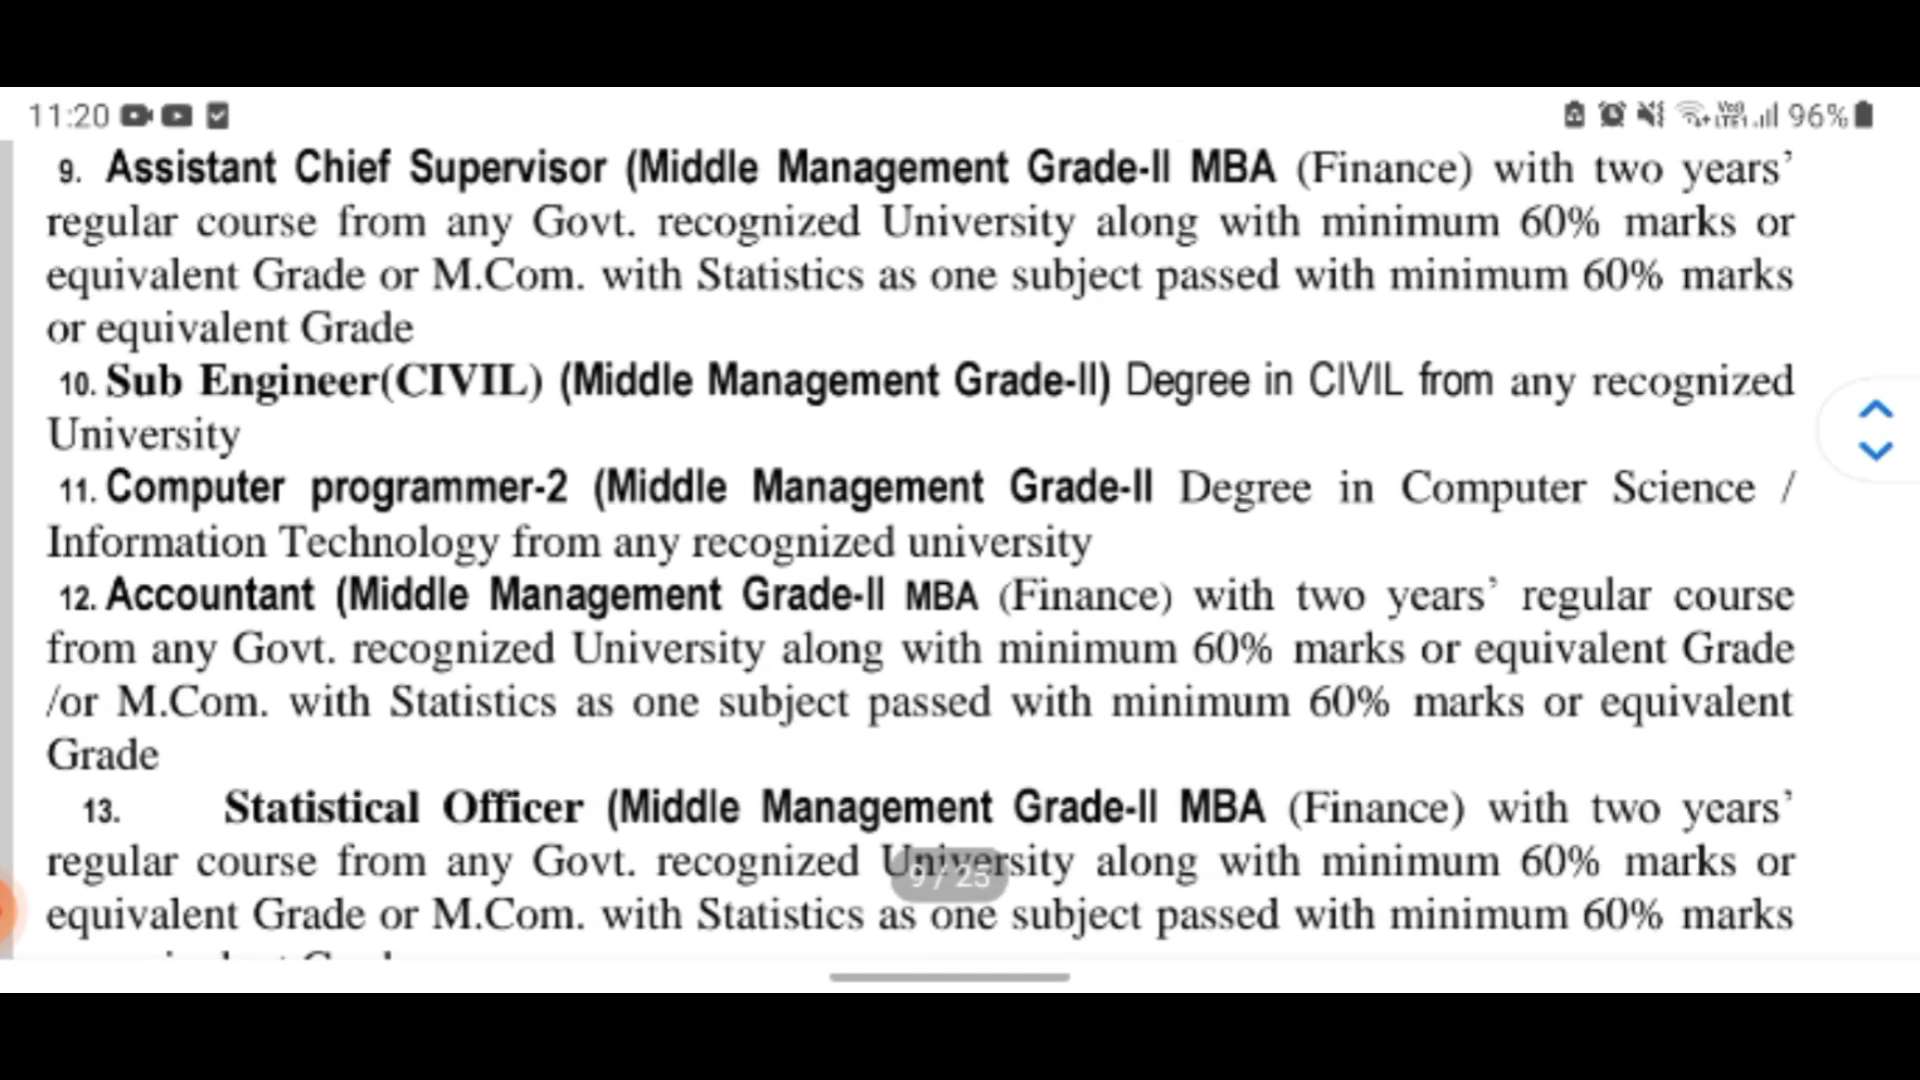 11:20 96%
9. Assistant Chief Supervisor (Middle Management Grade-II MBA (Finance) with two years’
regular course from any Govt. recognized University along with minimum 60% marks or
equivalent Grade or M.Com. with Statistics as one subject passed with minimum 60% marks
or equivalent Grade
10. Sub Engineer(CIVIL) (Middle Management Grade-II) Degree in CIVIL from any recognized
University
11. Computer programmer-2 (Middle Management Grade-II Degree in Computer Science /
Information Technology from any recognized university
12. Accountant (Middle Management Grade-II MBA (Finance) with two years’ regular course
from any Govt. recognized University along with minimum 60% marks or equivalent Grade
/or M.Com. with Statistics as one subject passed with minimum 60% marks or equivalent
Grade
13. Statistical Officer (Middle Management Grade-II MBA (Finance) with two years’
regular course from any Govt. recognized University along with minimum 60% marks or
9 / 25
equivalent Grade or M.Com. with Statistics as one subject passed with minimum 60% marks